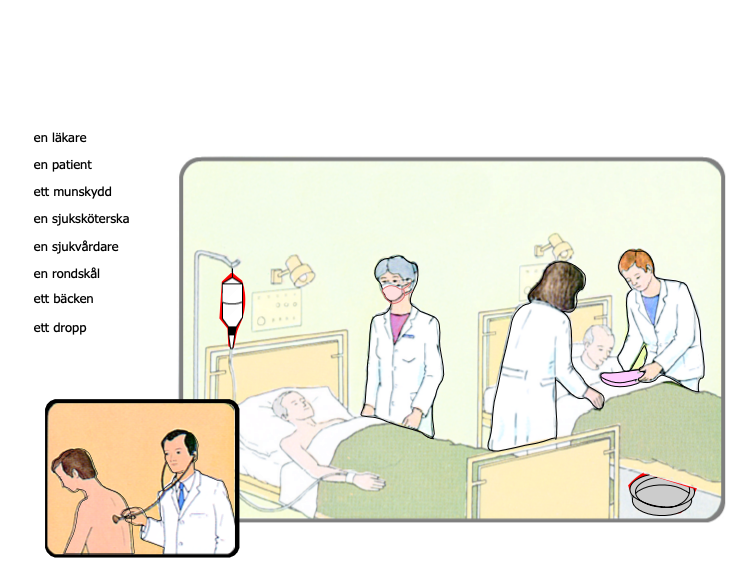 en läkare
en patient
ett munskydd
en sjuksköterska
en sjukvårdare
en rondskål
ett bäcken
ett dropp